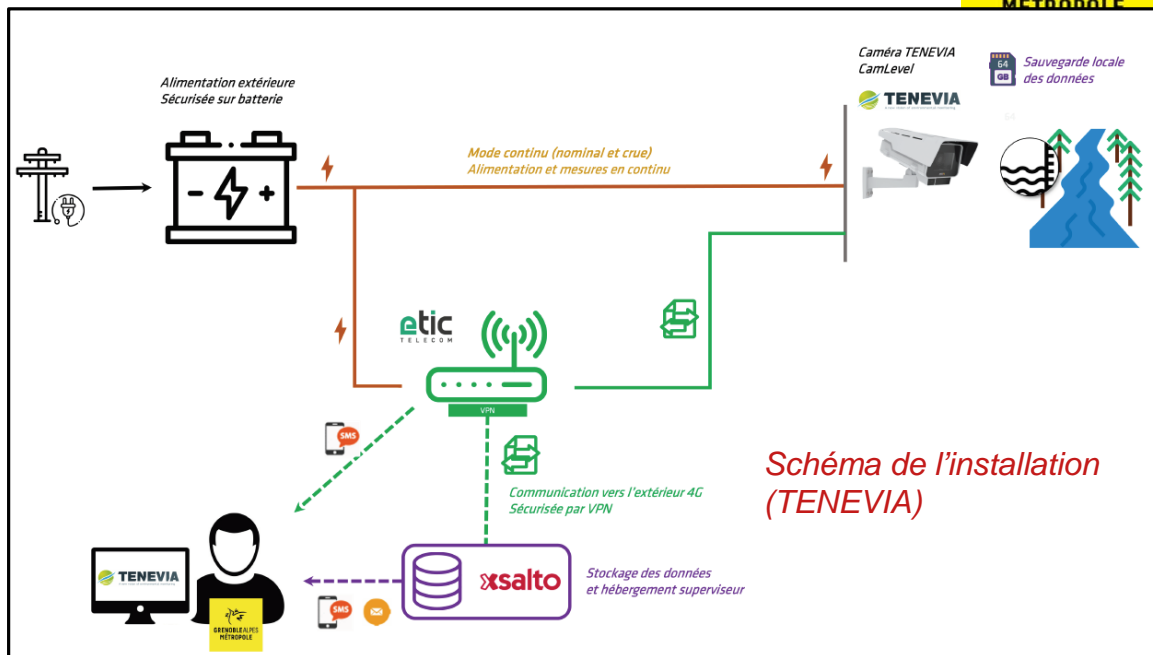 MÉTROPOLE
Alimentation extérieure
Sécurisée sur batterie
Caméra TENEVIA
CamLevel
TENEVIA
64
GB
Sauvegarde locale
des données
Mode continu (nominal et crue)
Alimentation et mesures en continu
etic
TELECOM
VPN
SMS
Communication vers l'extérieur 4G
Sécurisée par VPN
Schéma de l'installation
(TENEVIA)
TENEVIA
GRENOBLEALPES
MÉTROPOLE
xsalto
Stockage des données
et hébergement superviseur
SMS